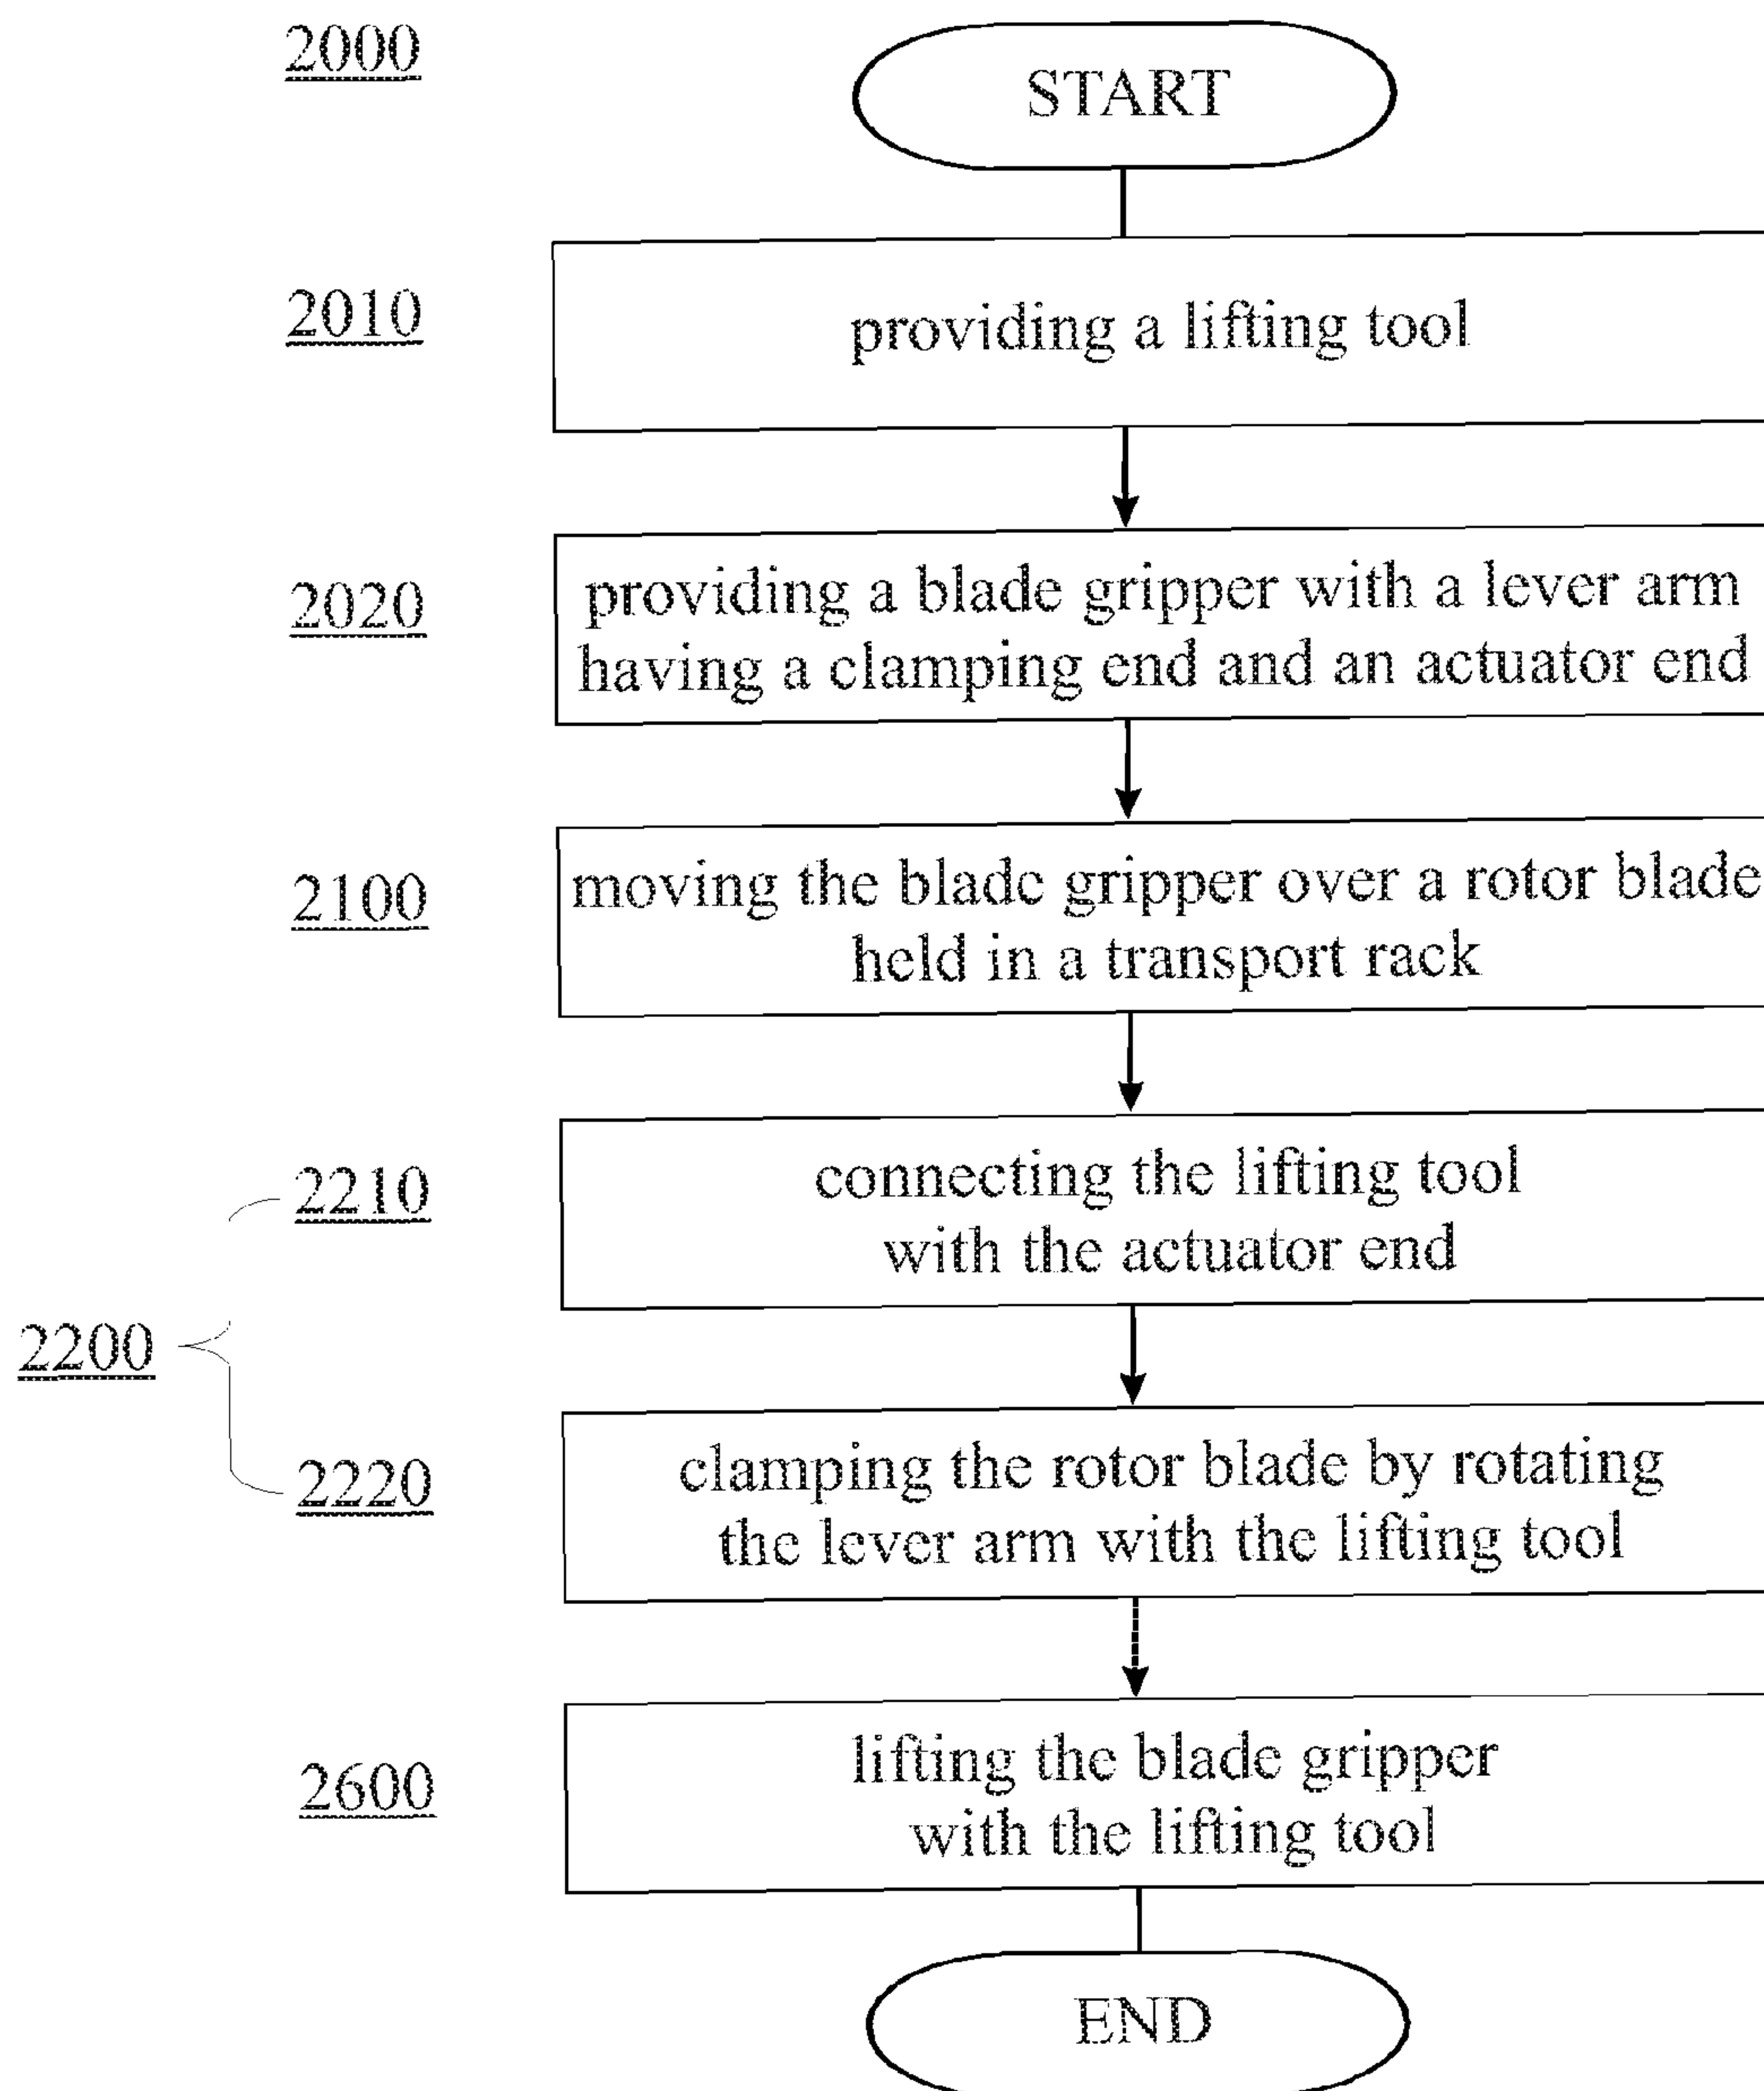 2000
START
2010
providing a lifting tool
2020
providing a blade gripper with a lever arm
having a clamping end and an actuator end
2100
moving the blade gripper over a rotor blade
held in a transport rack
2210
connecting the lifting tool
with the actuator end
2200
2220
clamping the rotor blade by rotating
the lever arm with the lifting tool
2600
lifting the blade gripper
with the lifting tool
END